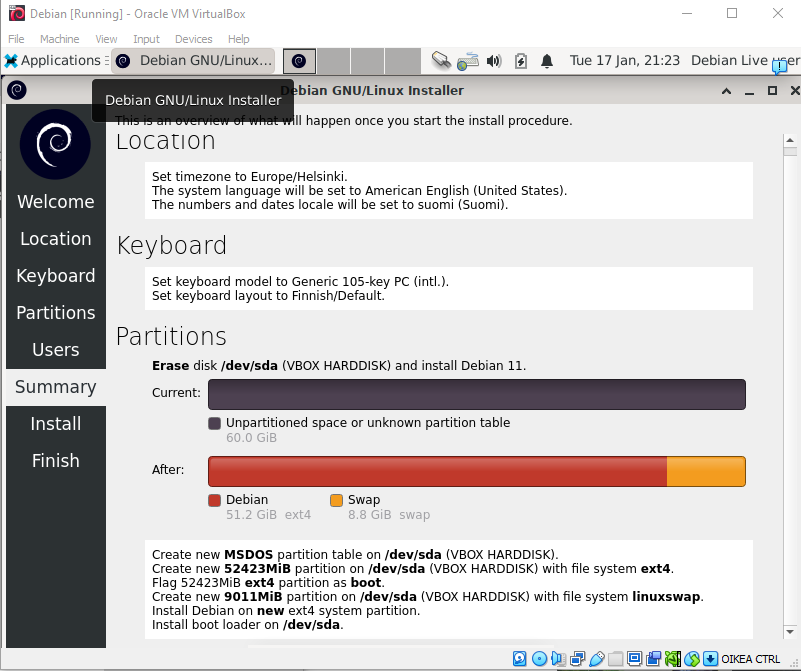 Debian [Running] - Oracle VM VirtualBox
File Machine View Input Devices Help
Applications Debian GNU/Linux... Tue 17 Jan, 21:23 Debian Live user
Debian GNU/Linux Installer
Debian GNU/Linux Installer
This is an overview of what will happen once you start the install procedure.
Welcome
Location
Keyboard
Partitions
Users
Summary
Install
Finish
Location
Set timezone to Europe/Helsinki.
The system language will be set to American English (United States).
The numbers and dates locale will be set to suomi (Suomi).
Keyboard
Set keyboard model to Generic 105-key PC (intl.).
Set keyboard layout to Finnish/Default.
Partitions
Erase disk /dev/sda (VBOX HARDDISK) and install Debian 11.
Current:
Unpartitioned space or unknown partition table
60.0 GiB
After:
Debian Swap
51.2 GiB ext4 8.8 GiB swap
Create new MSDOS partition table on /dev/sda (VBOX HARDDISK).
Create new 52423MiB partition on /dev/sda (VBOX HARDDISK) with file system ext4.
Flag 52423MiB ext4 partition as boot.
Create new 9011MiB partition on /dev/sda (VBOX HARDDISK) with file system linuxswap.
Install Debian on new ext4 system partition.
Install boot loader on /dev/sda.
OIKEA CTRL